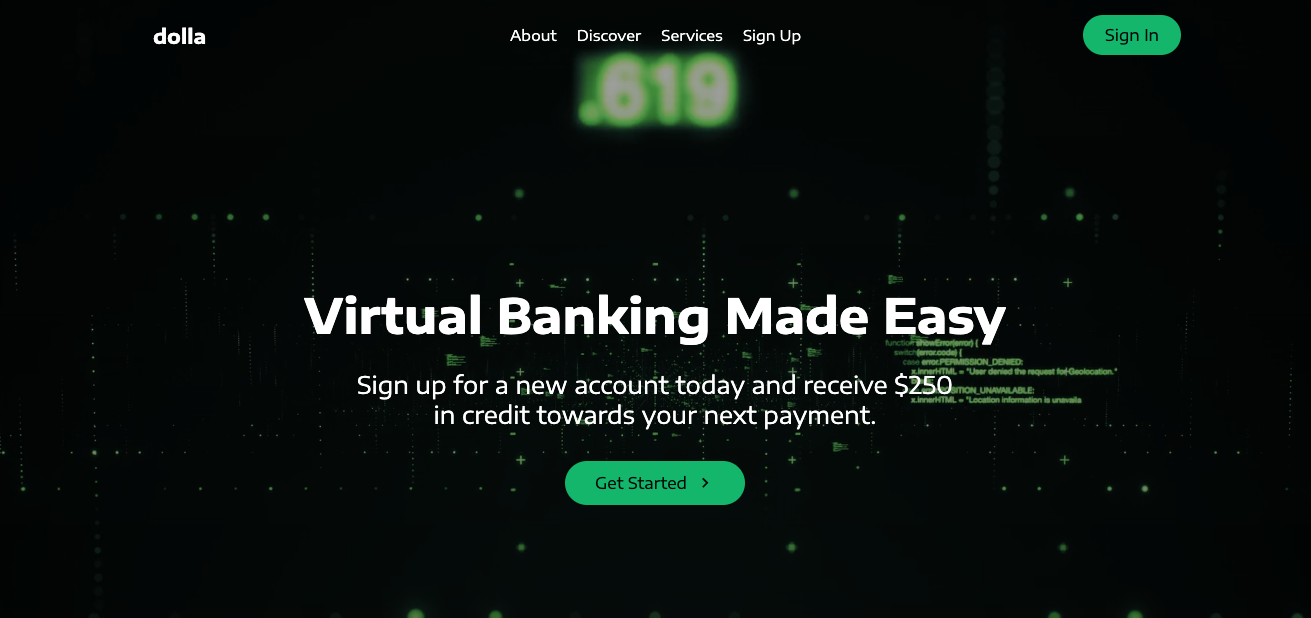 dolla
About Discover Services Sign Up
Sign In
.619
Virtual Banking Made Easy
function showError(error) {
switch(error.code) {
case error.PERMISSION_DENIED:
x.innerHTML = "User denied the request for Geolocation."
Sign up for a new account today and receive $250
x.innerHTML = "Location information is unavaila
in credit towards your next payment.
Get Started